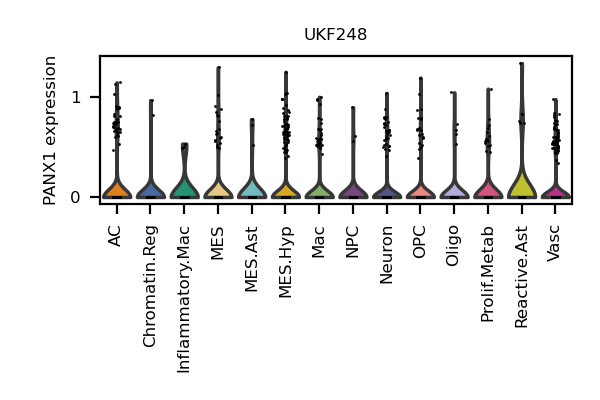 UKF248
PANX1 expression
1
0
AC
Chromatin.Reg
Inflammatory.Mac
MES
MES.Ast
MES.Hyp
Mac
NPC
Neuron
OPC
Oligo
Prolif.Metab
Reactive.Ast
Vasc